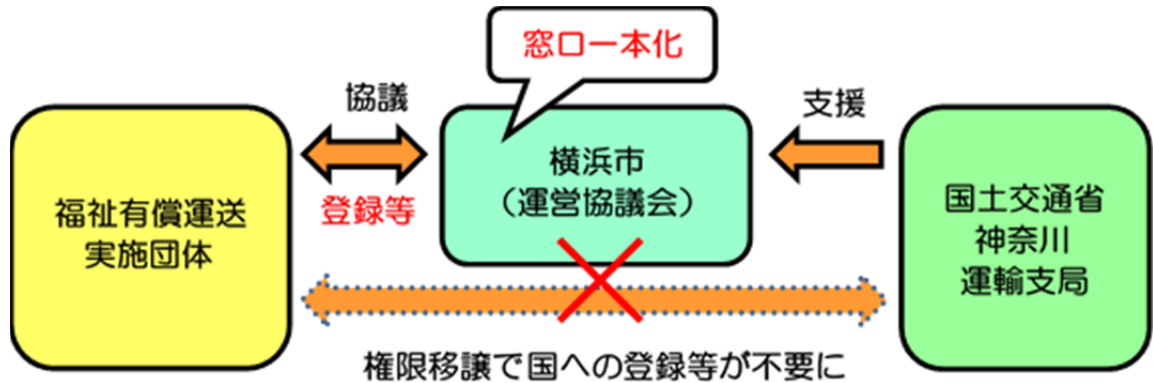 窓口一本化
協議
支援
福祉有償運送
実施団体
登録等
横浜市
（運営協議会）
国土交通省
神奈川
運輸支局
権限移譲で国への登録等が不要に